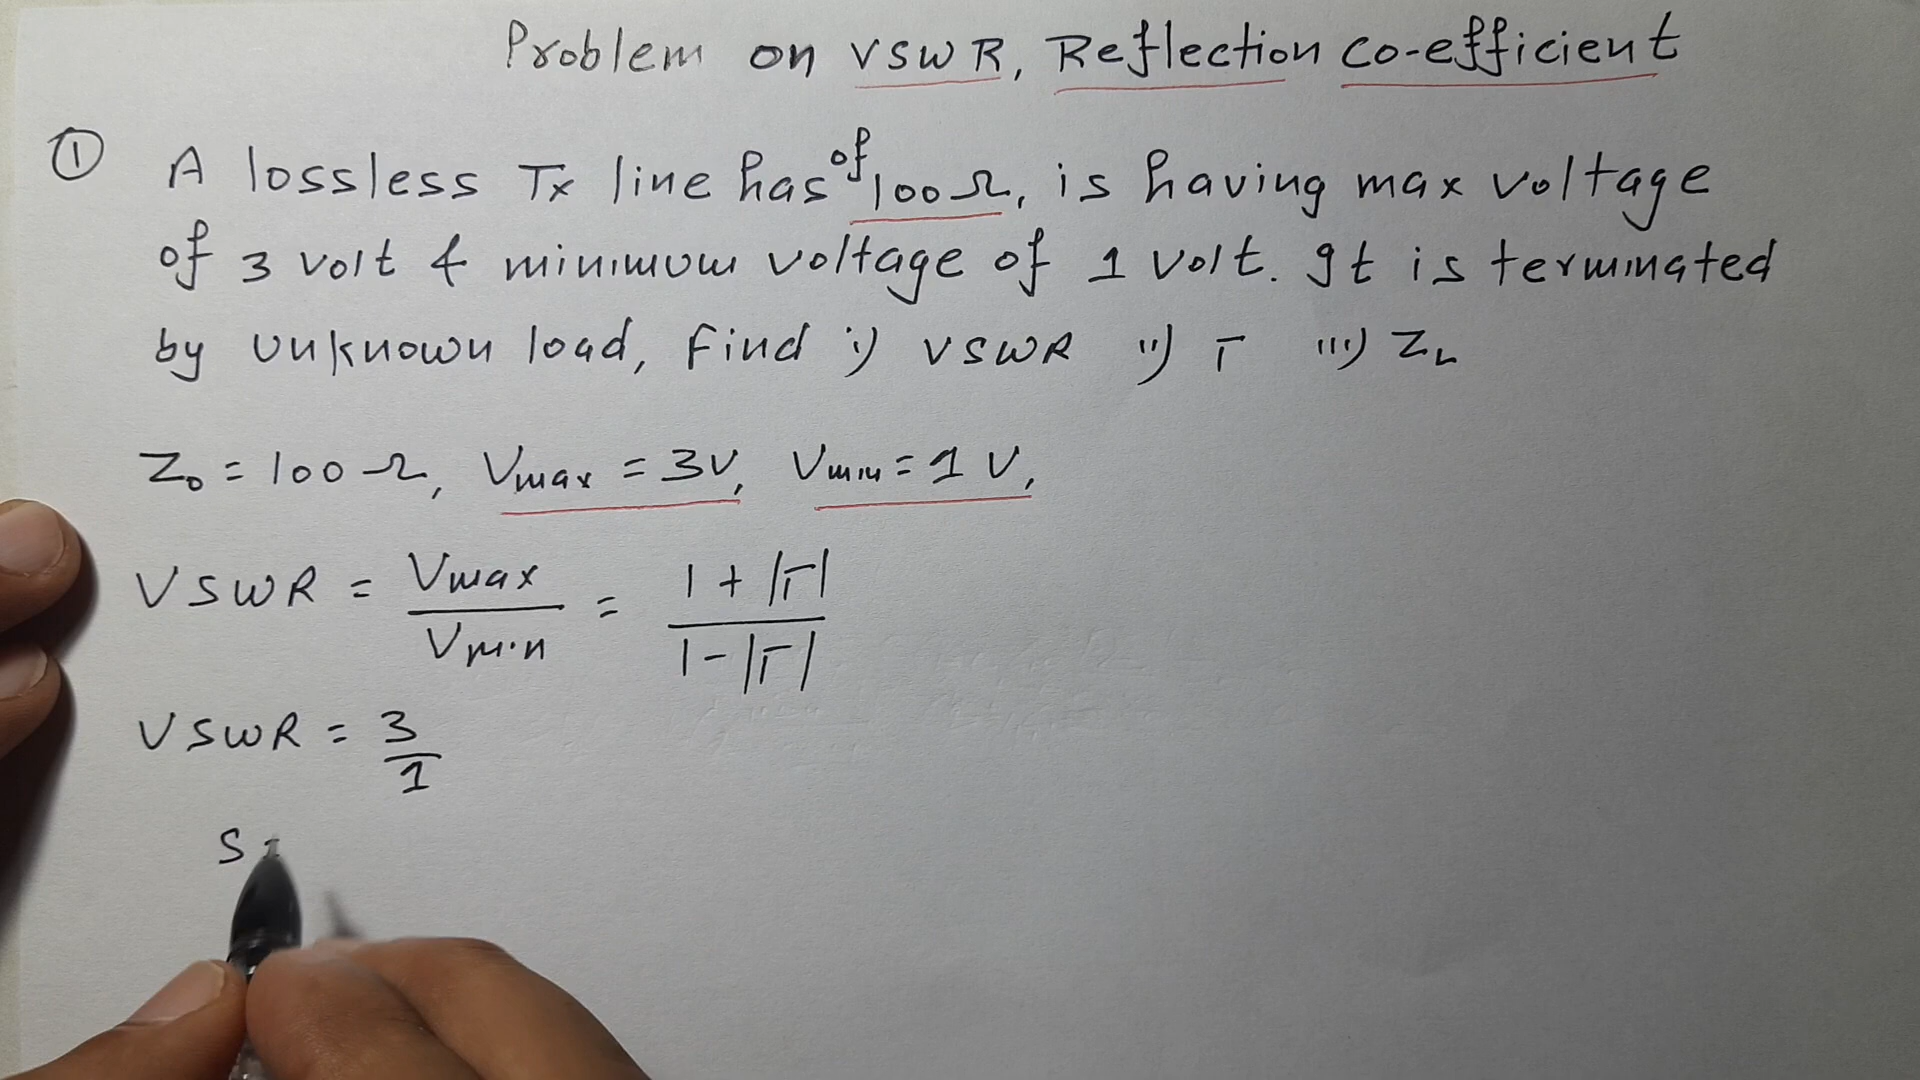 Problem on VSWR, Reflection co-efficient
① A lossless Tx line has of 100 Ω, is having max voltage
of 3 volt & minimum voltage of 1 volt. It is terminated
by unknown load, find i) VSWR ii) Γ iii) ZL
Z0 = 100 Ω, Vmax = 3V, Vmin = 1 V,
VSWR = Vmax / Vmin = 1 + |Γ| / 1 - |Γ|
VSWR = 3 / 1
S =